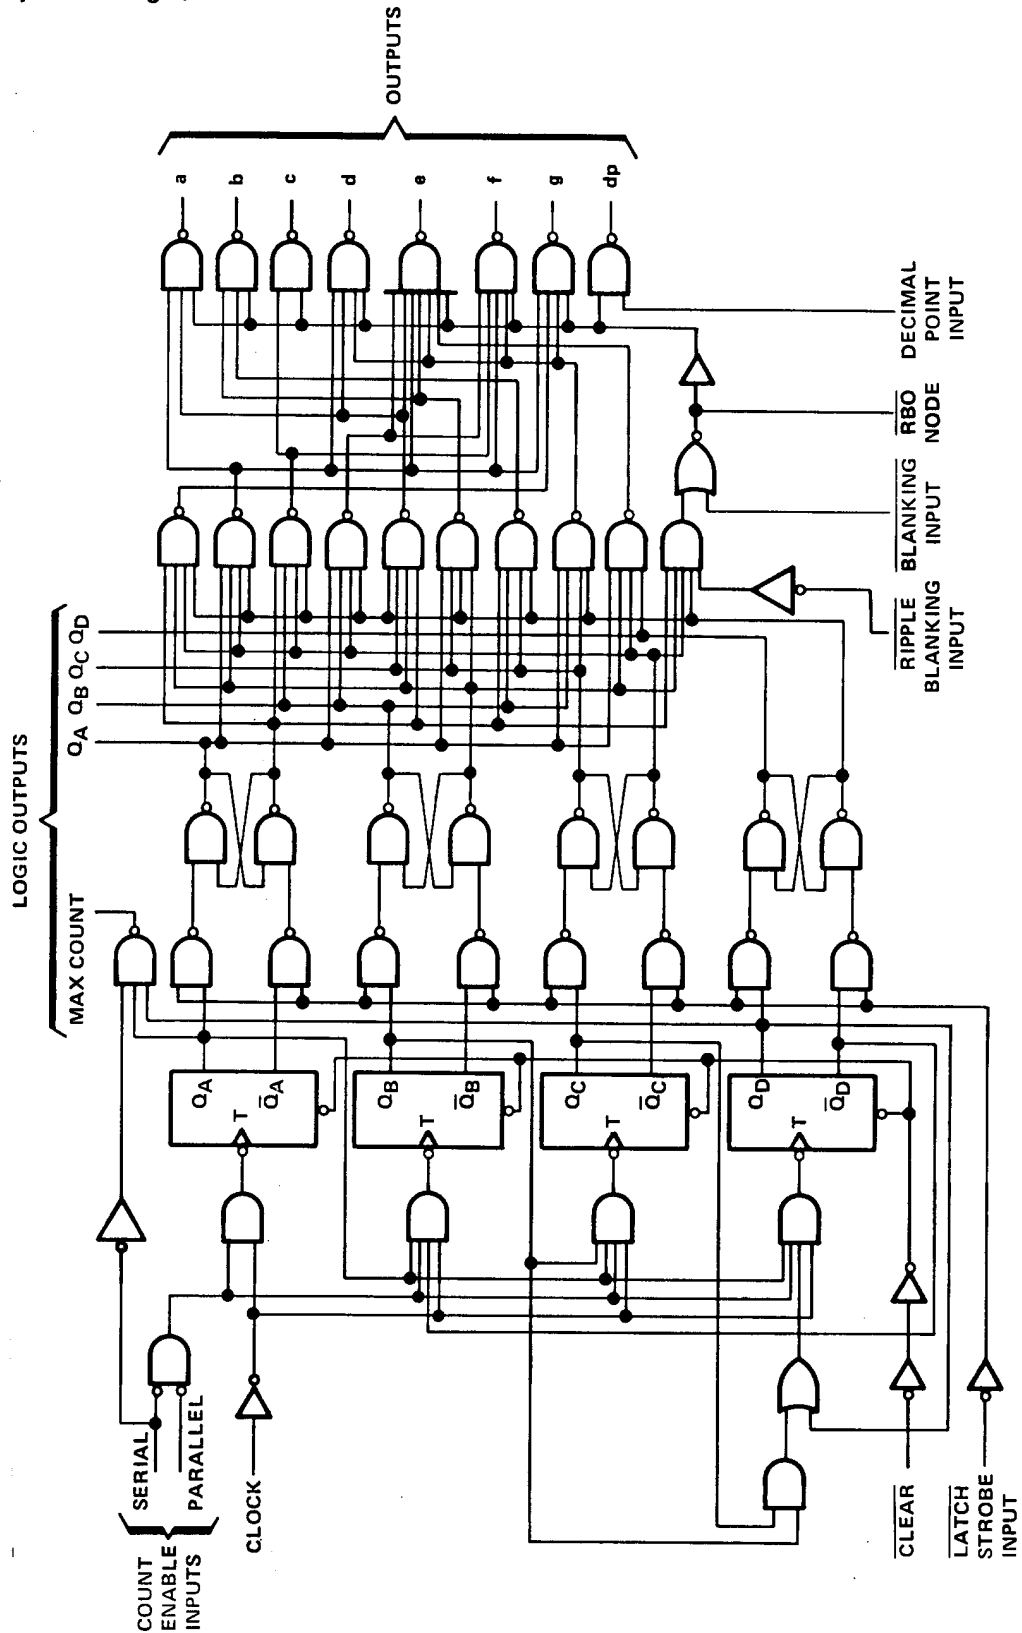 LOGIC OUTPUTS
MAX COUNT
QA
QB
QC
QD
OUTPUTS
a
b
c
d
e
f
g
dp
COUNT
ENABLE
INPUTS
SERIAL
PARALLEL
CLOCK
CLEAR
LATCH
STROBE
INPUT
T
QA
Q̅A
T
QB
Q̅B
T
QC
Q̅C
T
QD
Q̅D
RIPPLE
BLANKING
INPUT
BLANKING
INPUT
RBO
NODE
DECIMAL
POINT
INPUT